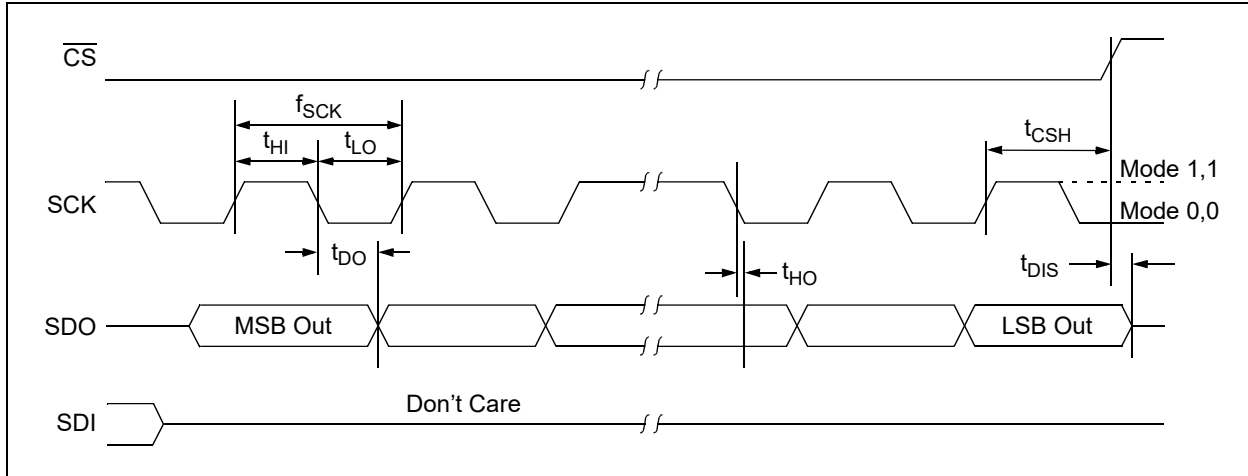 CS
fSCK
tHI
tLO
tCSH
SCK
Mode 1,1
Mode 0,0
tDO
tHO
tDIS
SDO
MSB Out
LSB Out
SDI
Don't Care